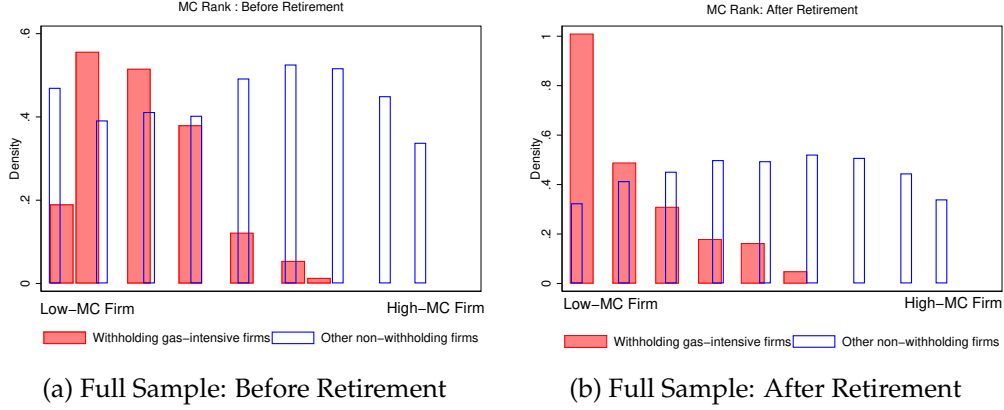 MC Rank : Before Retirement
.6
.4
.2
0
Density
Low−MC Firm
High−MC Firm
Withholding gas−intensive firms
Other non−withholding firms
(a) Full Sample: Before Retirement
MC Rank: After Retirement
1
.8
.6
.4
.2
0
Density
Low−MC Firm
High−MC Firm
Withholding gas−intensive firms
Other non−withholding firms
(b) Full Sample: After Retirement